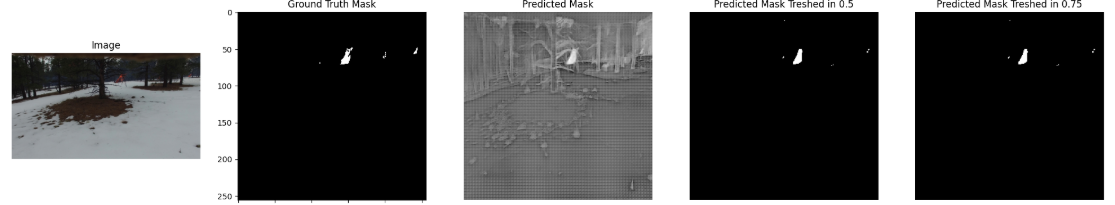 Image
Ground Truth Mask
Predicted Mask
Predicted Mask Treshed in 0.5
Predicted Mask Treshed in 0.75
0
50
100
150
200
250